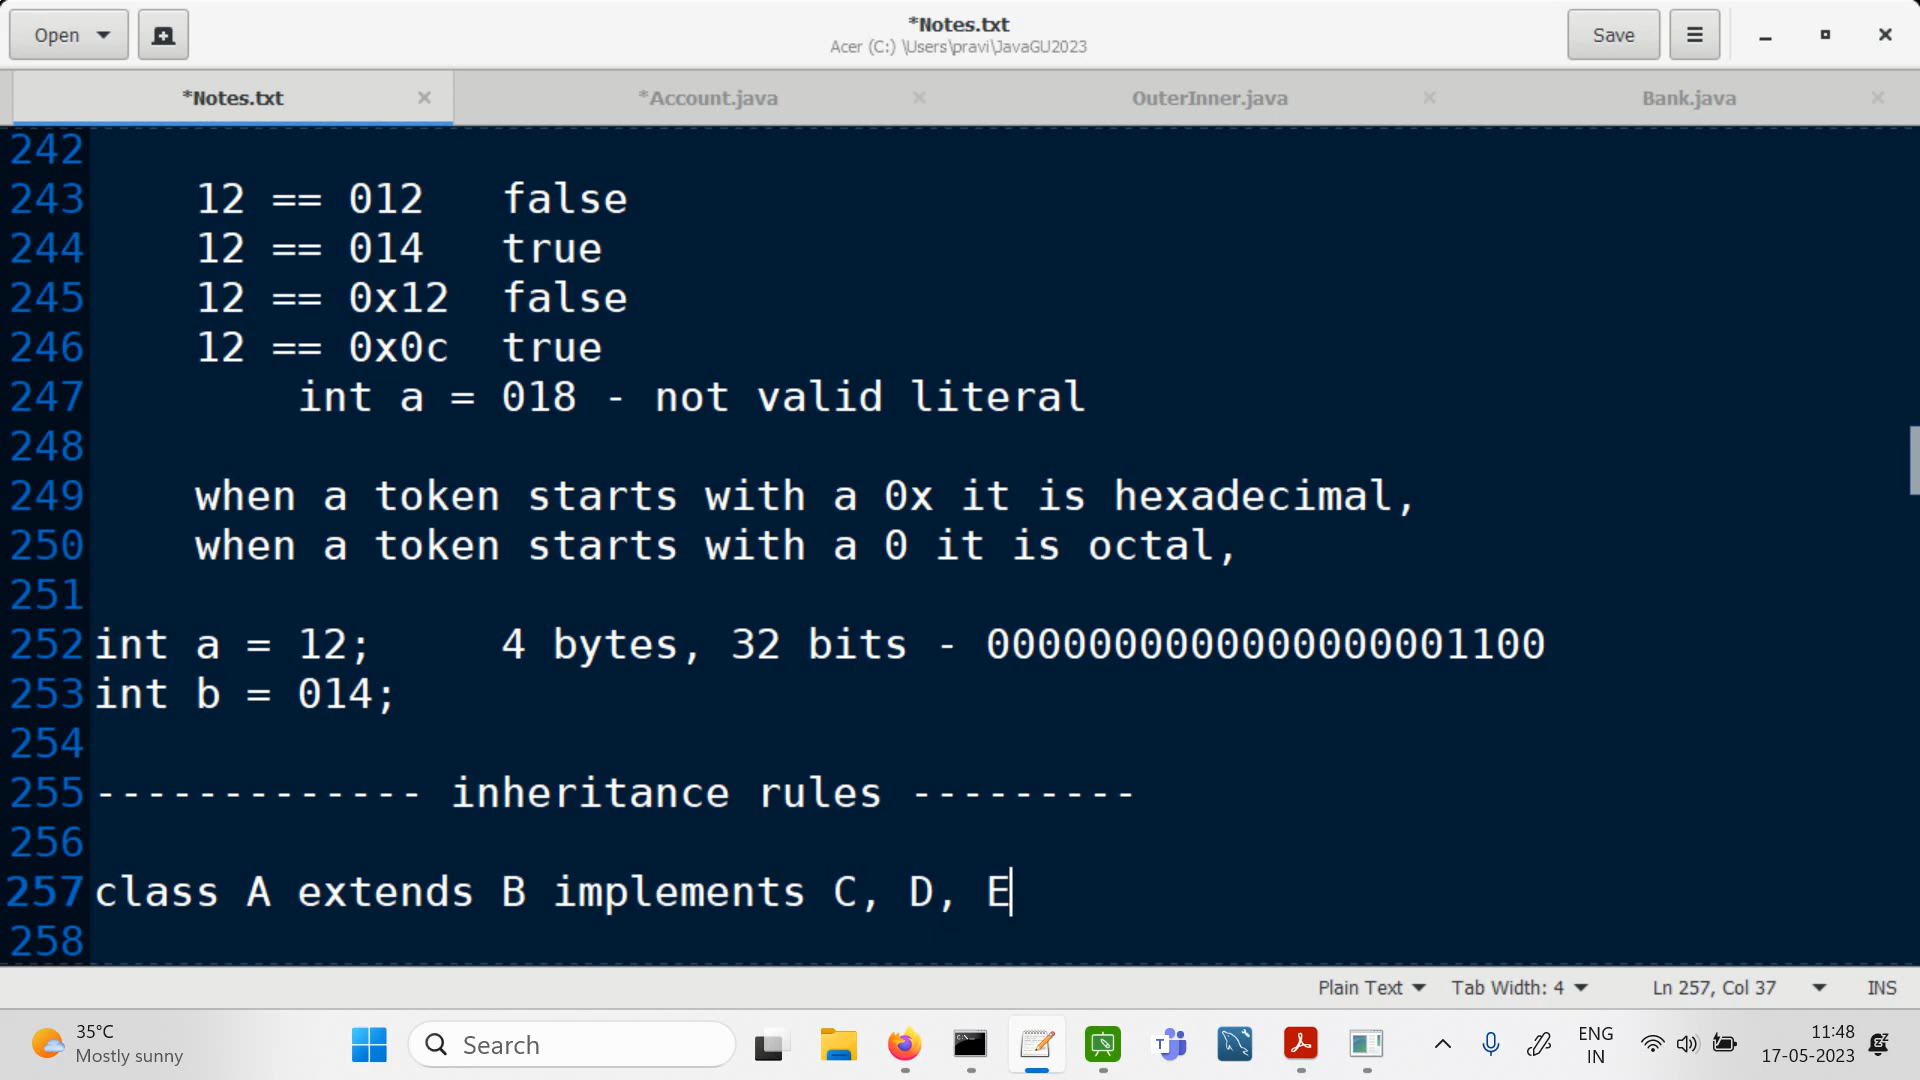 Open
*Notes.txt
Acer (C:) \Users\pravi\JavaGU2023
Save
*Notes.txt
*Account.java
OuterInner.java
Bank.java
242
243 12 == 012 false
244 12 == 014 true
245 12 == 0x12 false
246 12 == 0x0c true
247 int a = 018 - not valid literal
248
249 when a token starts with a 0x it is hexadecimal,
250 when a token starts with a 0 it is octal,
251
252 int a = 12; 4 bytes, 32 bits - 0000000000000000001100
253 int b = 014;
254
255 ------------- inheritance rules ---------
256
257 class A extends B implements C, D, E
258
Plain Text
Tab Width: 4
Ln 257, Col 37
INS
35°C
Mostly sunny
Search
ENG
IN
11:48
17-05-2023